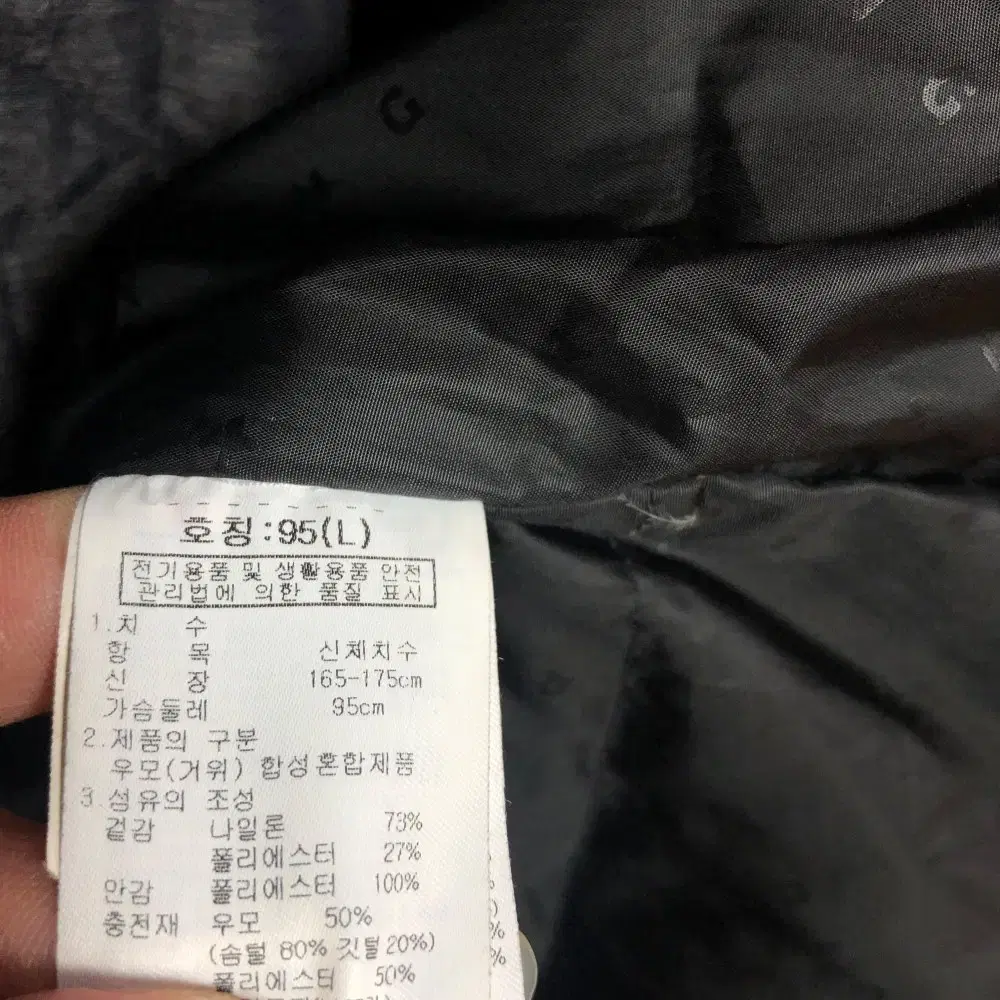 G
G
호칭:95(L)
전기용품 및 생활용품 안전
관리법에 의한 품질 표시
1.치 수
항 목 신체치수
신 장 165-175cm
가슴둘레 95cm
2.제품의 구분
우모(거위) 합성혼합제품
3.섬유의 조성
겉감 나일론 73%
폴리에스터 27%
안감 폴리에스터 100%
충전재 우모 50%
(솜털 80% 깃털20%)
폴리에스터 50%